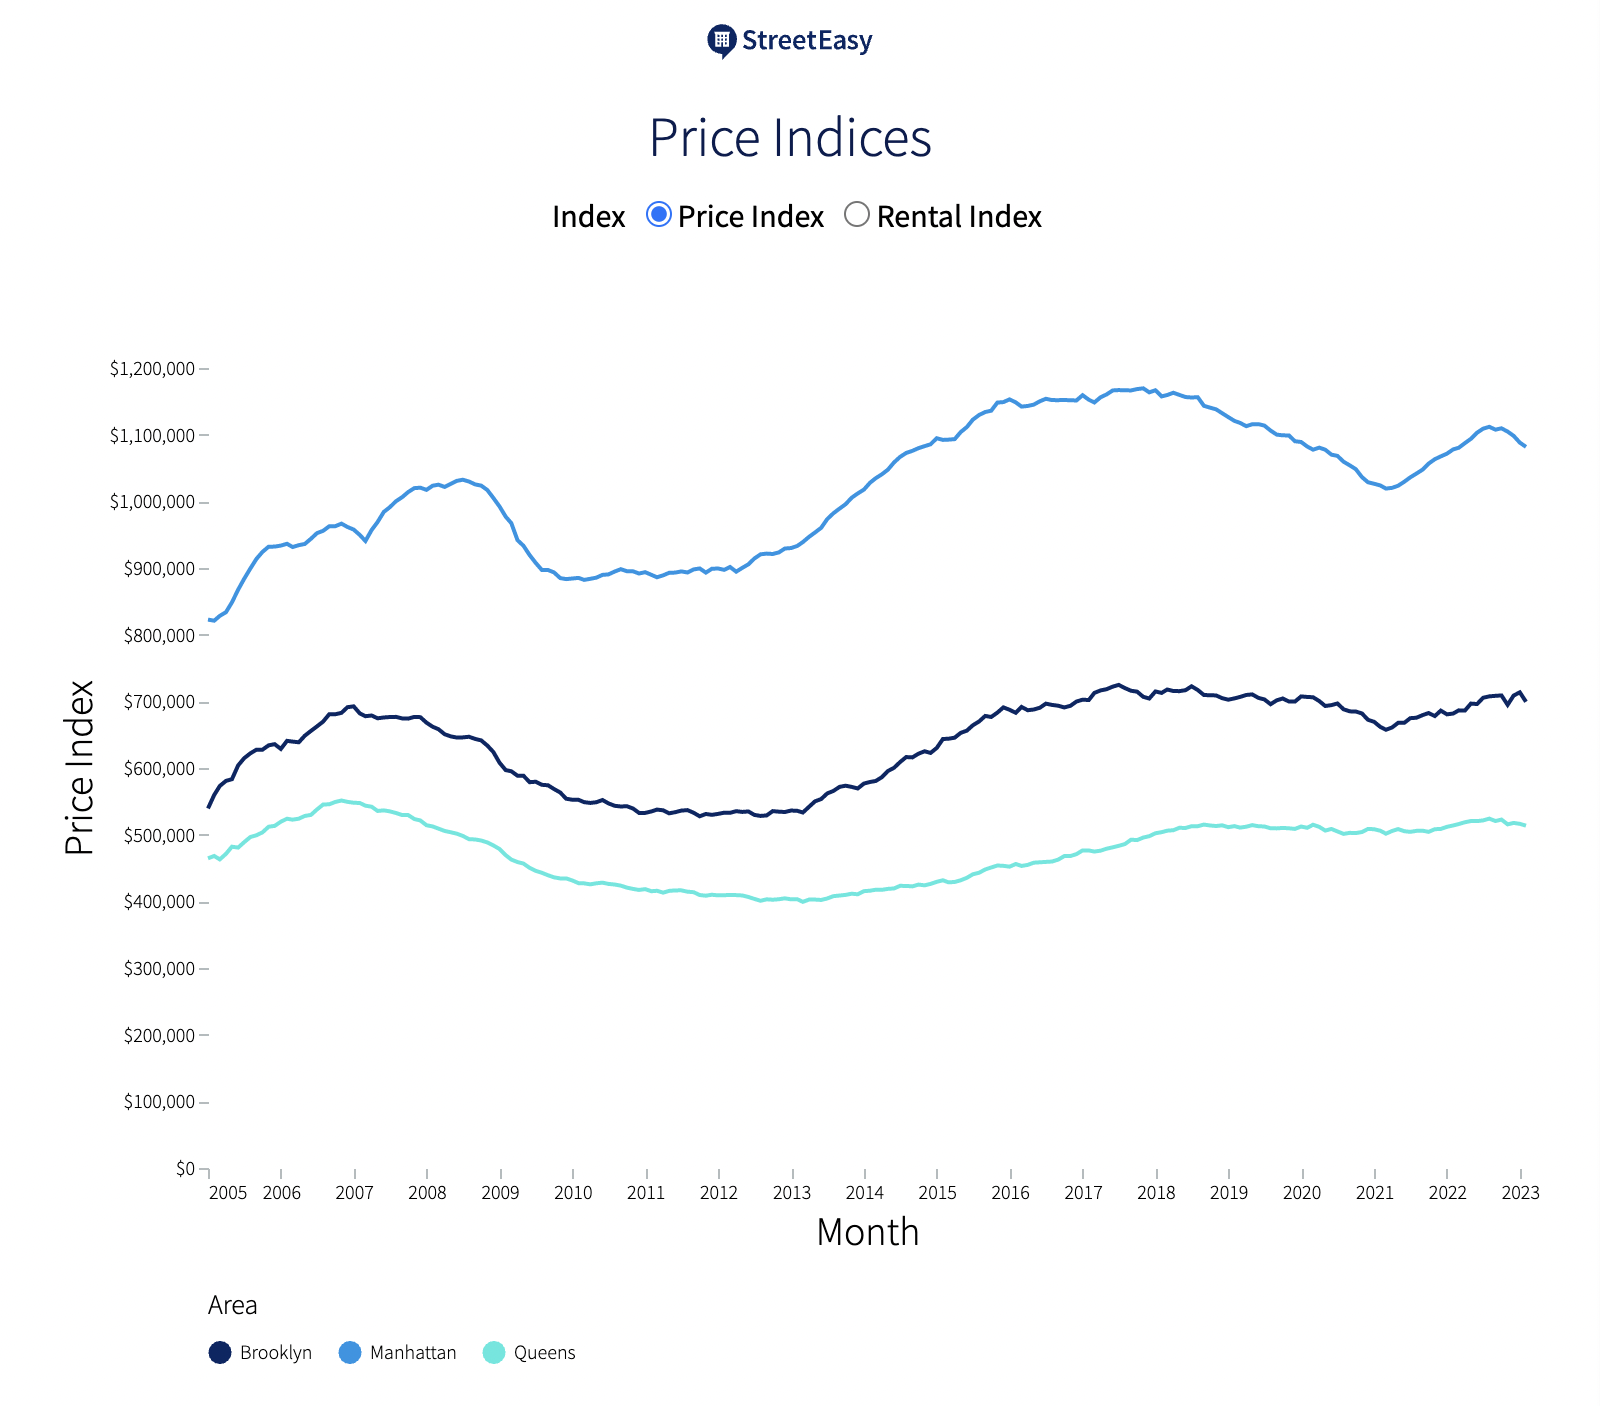 StreetEasy
Price Indices
Index Price Index Rental Index
$1,200,000
$1,100,000
$1,000,000
$900,000
$800,000
$700,000
$600,000
$500,000
$400,000
$300,000
$200,000
$100,000
$0
Price Index
2005 2006 2007 2008 2009 2010 2011 2012 2013 2014 2015 2016 2017 2018 2019 2020 2021 2022 2023
Month
Area
Brooklyn Manhattan Queens